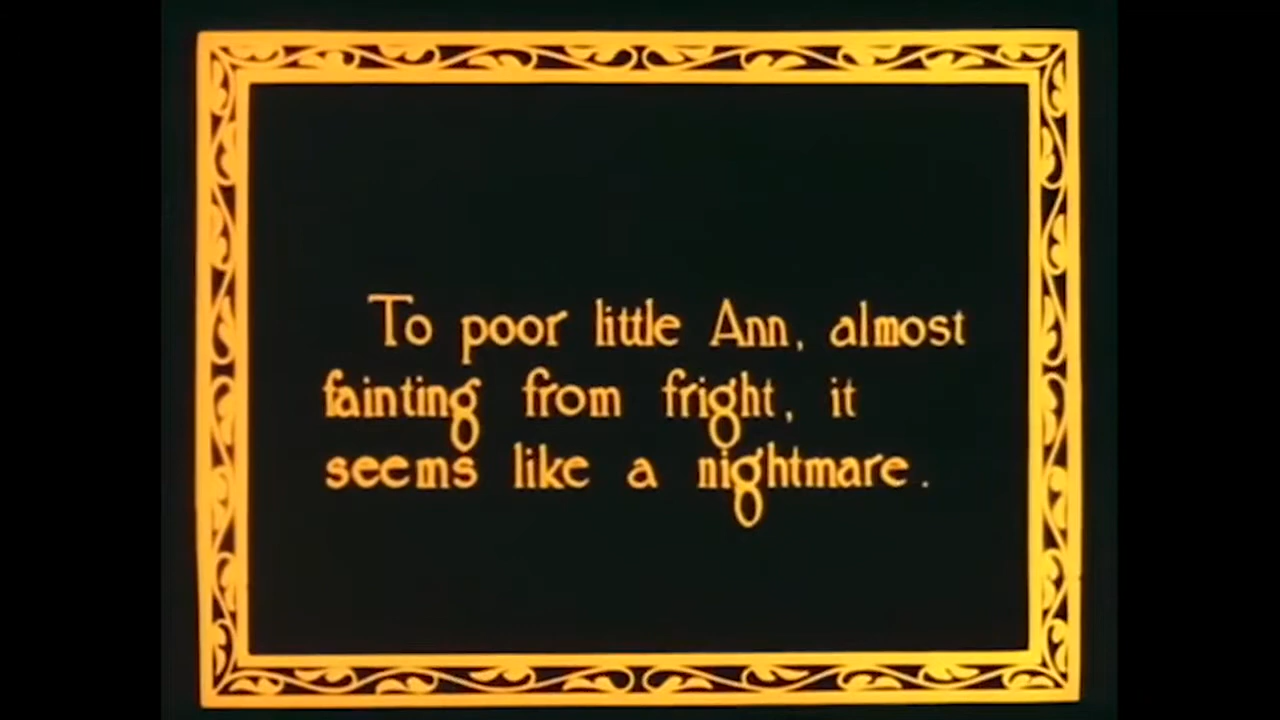 To poor little Ann, almost
fainting from fright, it
seems like a nightmare.